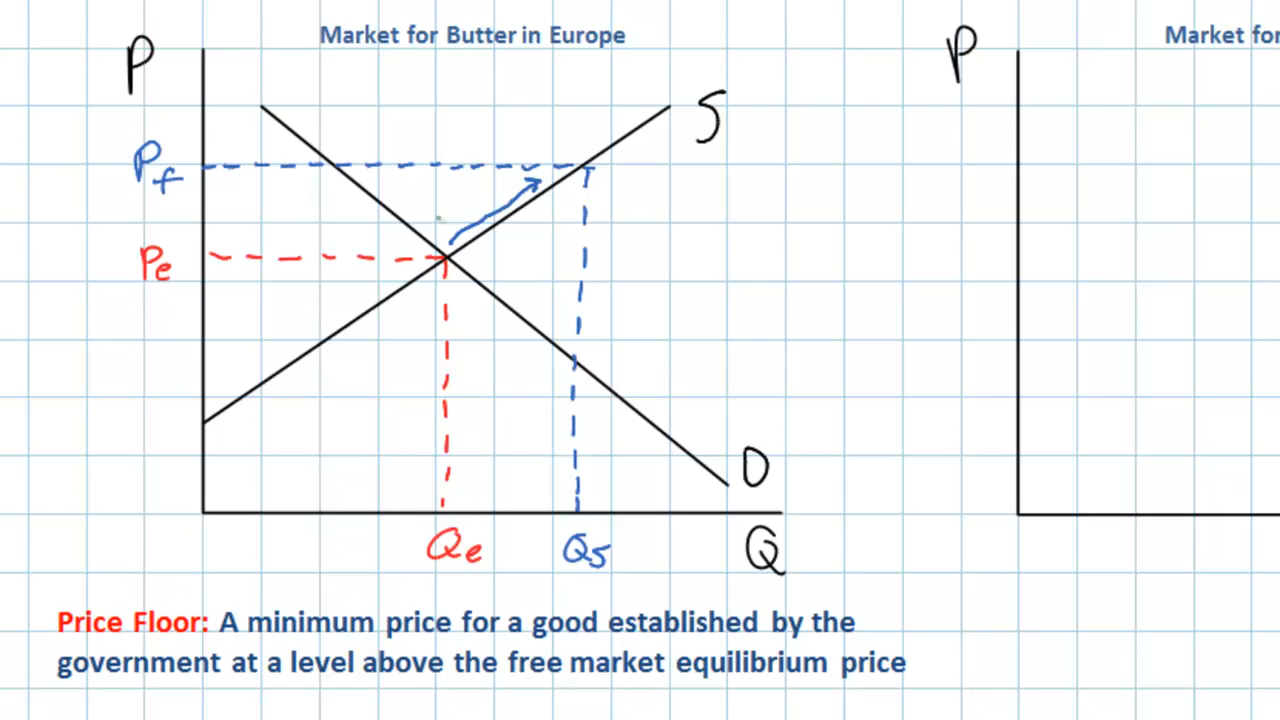 Market for Butter in Europe
Market for
P
P
S
Pf
Pe
D
Qe
Qs
Q
Price Floor: A minimum price for a good established by the
government at a level above the free market equilibrium price